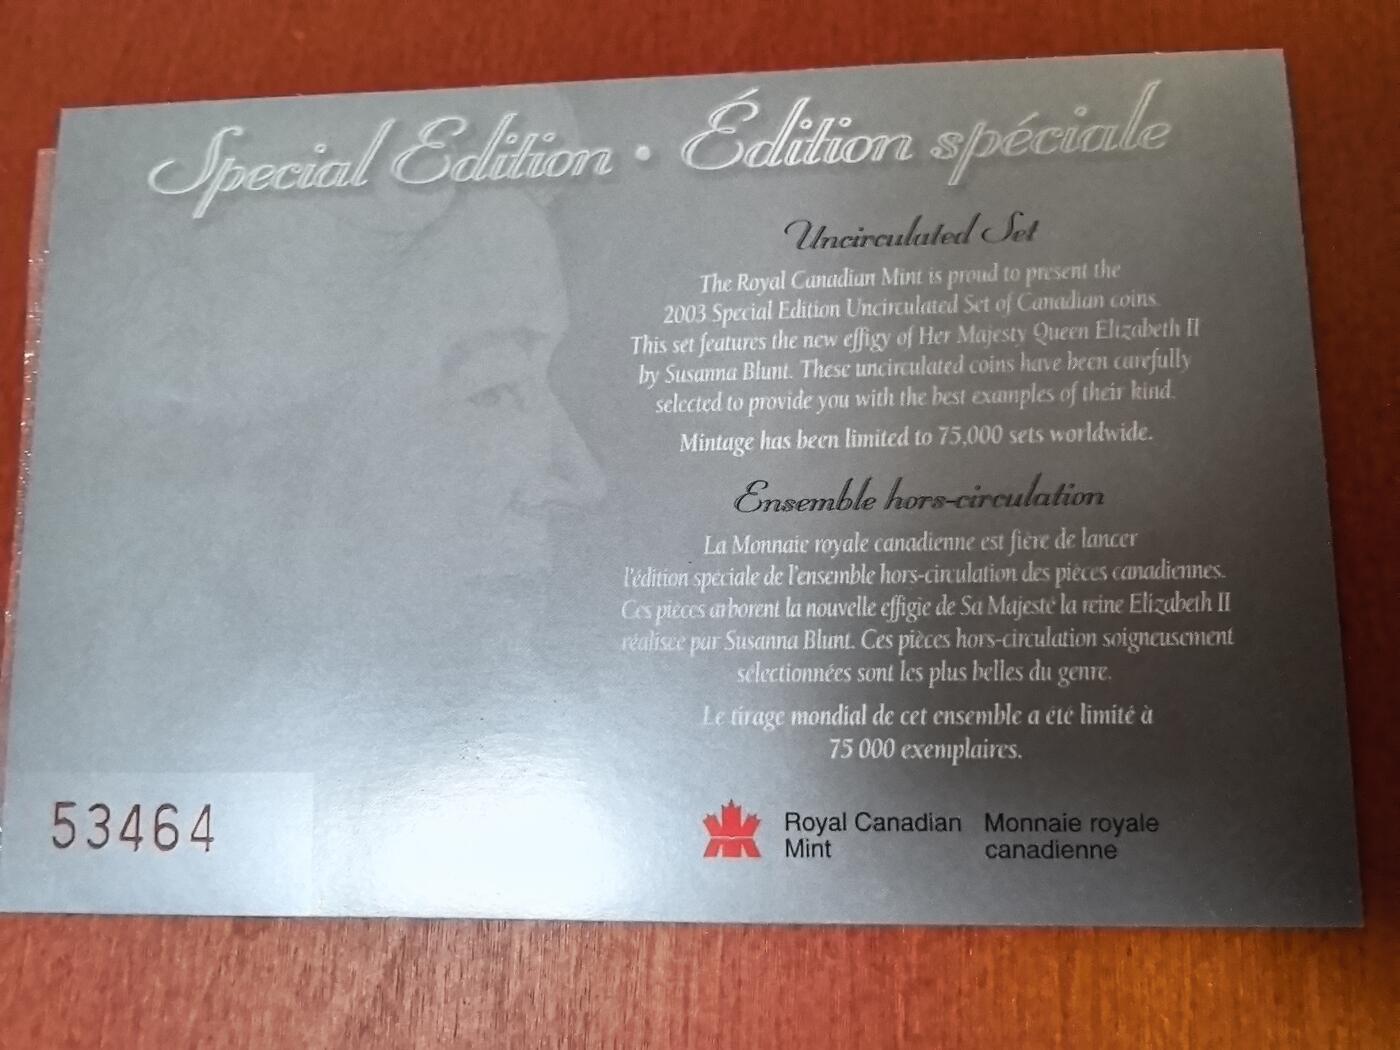 Special Edition • Édition spéciale
Uncirculated Set
The Royal Canadian Mint is proud to present the
2003 Special Edition Uncirculated Set of Canadian coins.
This set features the new effigy of Her Majesty Queen Elizabeth II
by Susanna Blunt. These uncirculated coins have been carefully
selected to provide you with the best examples of their kind.
Mintage has been limited to 75,000 sets worldwide.
Ensemble hors-circulation
La Monnaie royale canadienne est fière de lancer
l'édition spéciale de l'ensemble hors-circulation des pièces canadiennes.
Ces pièces arborent la nouvelle effigie de Sa Majesté la reine Elizabeth II
réalisée par Susanna Blunt. Ces pièces hors-circulation soigneusement
sélectionnées sont les plus belles du genre.
Le tirage mondial de cet ensemble a été limité à
75 000 exemplaires.
53464
Royal Canadian Monnaie royale
Mint canadienne